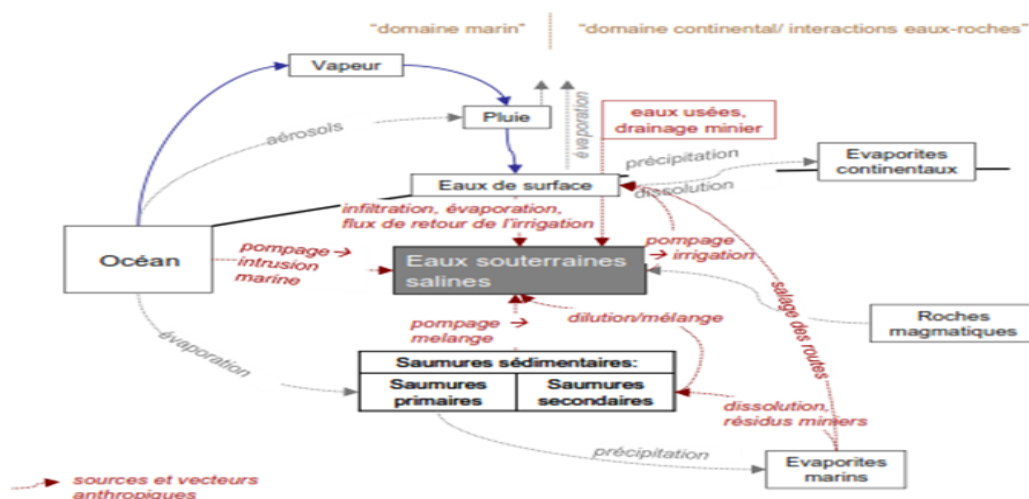 "domaine marin"
"domaine continental/ interactions eaux-roches"
Vapeur
aérosols
Pluie
évaporation
eaux usées,
drainage minier
précipitation
dissolution
Evaporites
continentaux
Eaux de surface
infiltration, évaporation,
flux de retour de l'irrigation
Océan
pompage →
intrusion
marine
Eaux souterraines
salines
pompage
→ irrigation
salage des routes
Roches
magmatiques
évaporation
pompage →
melange
dilution/mélange
Saumures sédimentaires:
Saumures
primaires
Saumures
secondaires
dissolution,
résidus miniers
précipitation
Evaporites
marins
sources et vecteurs
anthropiques